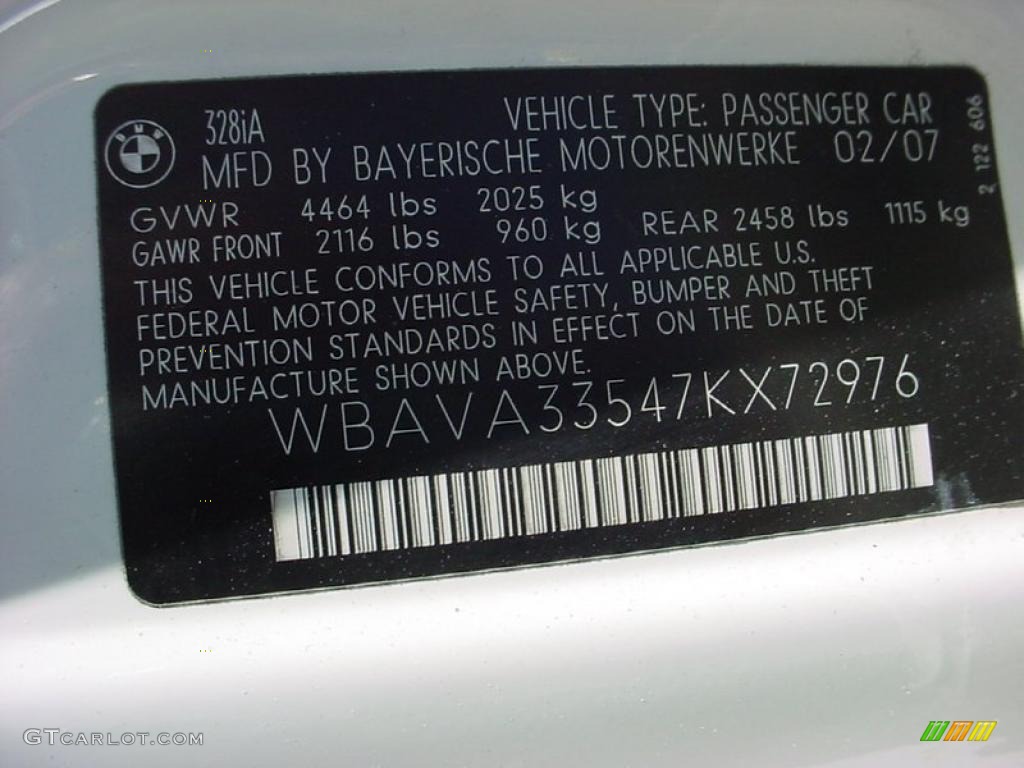 BMW
328iA VEHICLE TYPE: PASSENGER CAR
MFD BY BAYERISCHE MOTORENWERKE 02/07
2 122 606
GVWR 4464 lbs 2025 kg
GAWR FRONT 2116 lbs 960 kg REAR 2458 lbs 1115 kg
THIS VEHICLE CONFORMS TO ALL APPLICABLE U.S.
FEDERAL MOTOR VEHICLE SAFETY, BUMPER AND THEFT
PREVENTION STANDARDS IN EFFECT ON THE DATE OF
MANUFACTURE SHOWN ABOVE.
WBAVA33547KX72976
GTCARLOT.COM